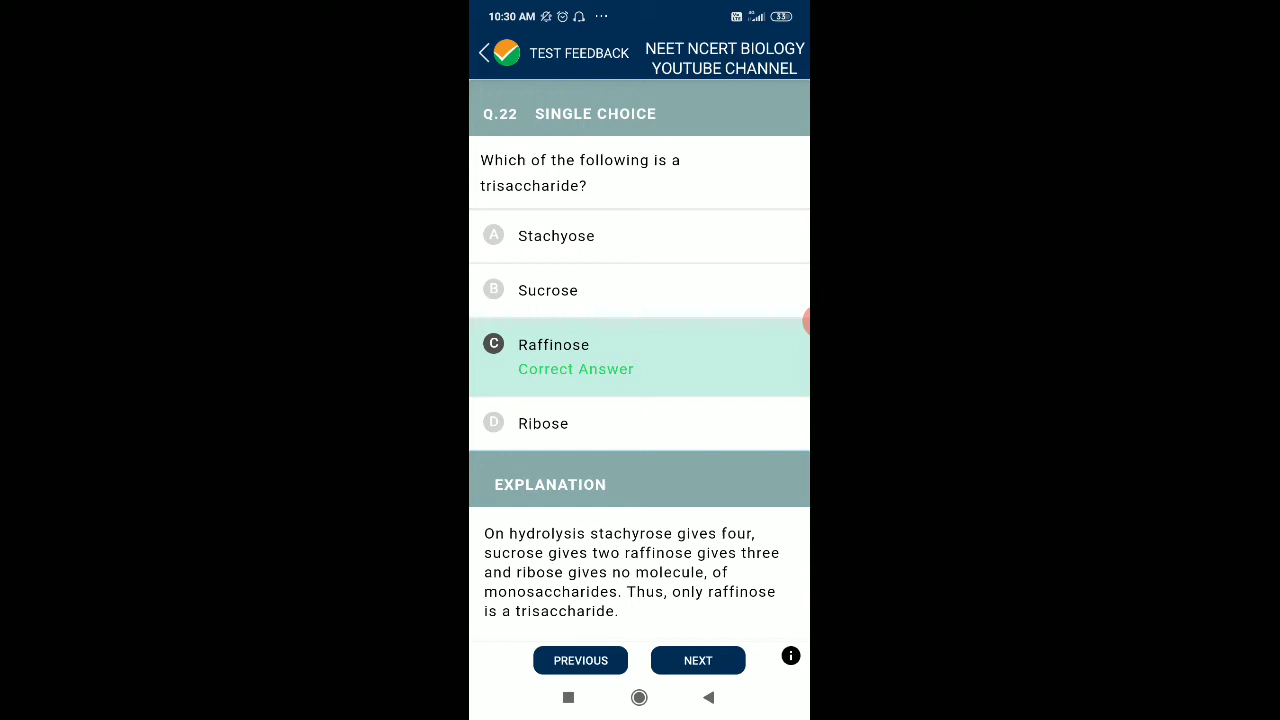 10:30 AM
33
TEST FEEDBACK
NEET NCERT BIOLOGY
YOUTUBE CHANNEL
Q.22 SINGLE CHOICE
Which of the following is a
trisaccharide?
A Stachyose
B Sucrose
C Raffinose
Correct Answer
D Ribose
EXPLANATION
On hydrolysis stachyrose gives four,
sucrose gives two raffinose gives three
and ribose gives no molecule, of
monosaccharides. Thus, only raffinose
is a trisaccharide.
PREVIOUS
NEXT